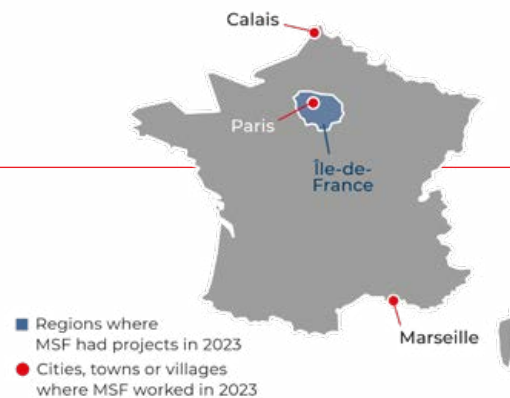 Calais
Paris
Île-de-
France
Marseille
Regions where
MSF had projects in 2023
Cities, towns or villages
where MSF worked in 2023